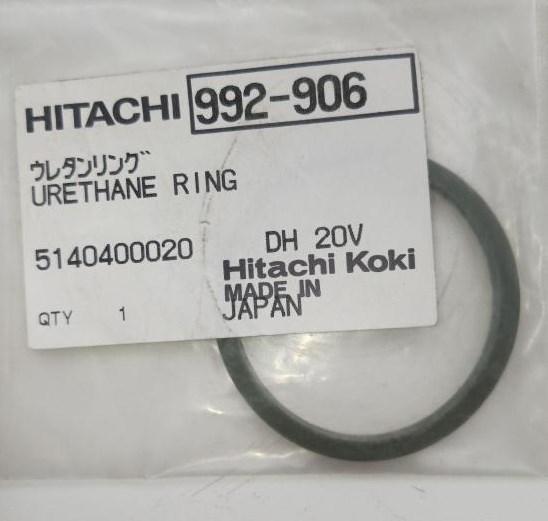 HITACHI 992-906
ウレタンリング
URETHANE RING
5140400020 DH 20V
Hitachi Koki
MADE IN
JAPAN
QTY 1